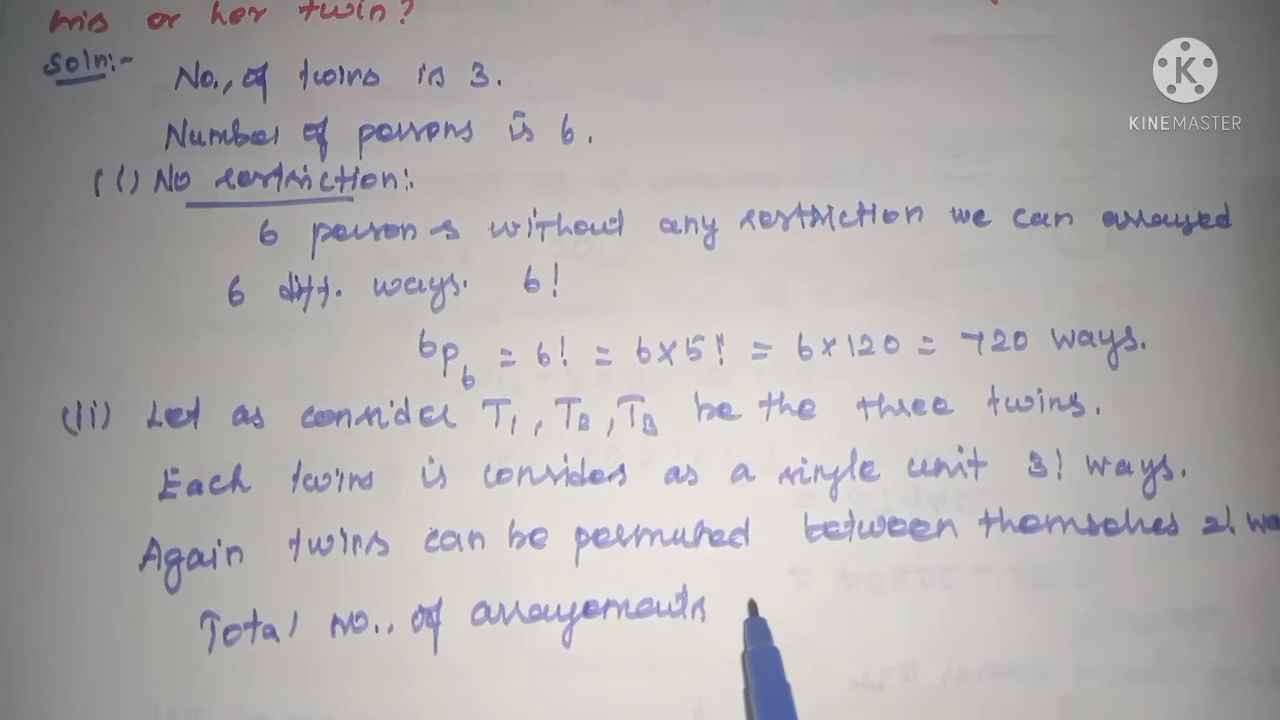 his or her twin?
Soln:-
No., of twins is 3.
KINEMASTER
Number of persons is 6.
(i) No restriction:
6 persons without any restriction we can arrayed
6 diff. ways. 6!
6P6 = 6! = 6×5! = 6×120 = 720 ways.
(ii) Let as consider T1, T2, T3 be the three twins.
Each twins is consider as a single unit 3! ways.
Again twins can be permuted between themselves 2! wa
Total no.. of arrayements